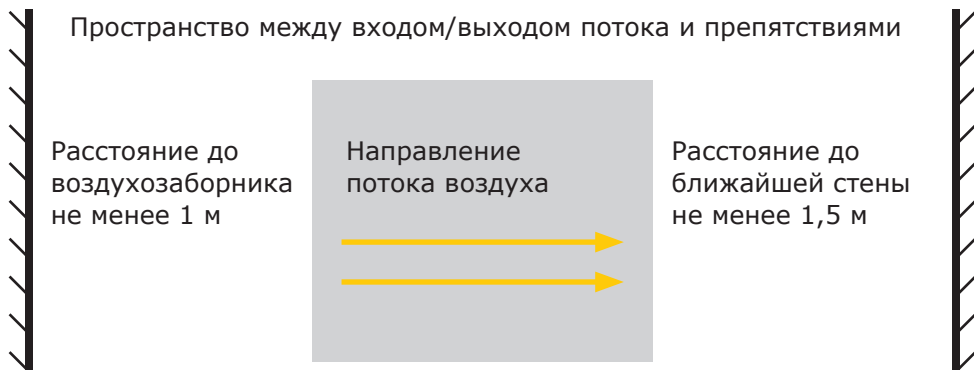 Пространство между входом/выходом потока и препятствиями
Расстояние до
воздухозаборника
не менее 1 м
Направление
потока воздуха
Расстояние до
ближайшей стены
не менее 1,5 м